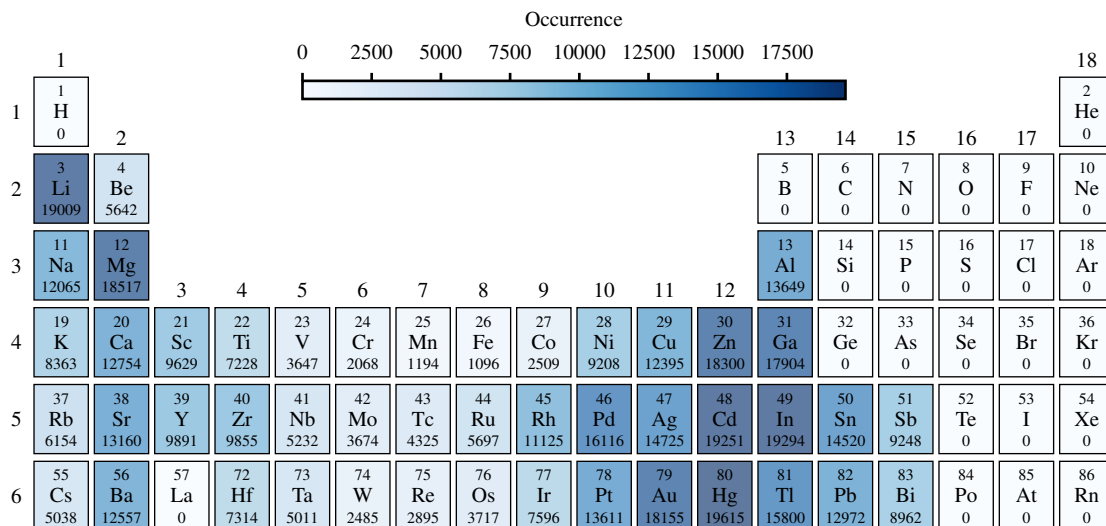 Occurrence
0 2500 5000 7500 10000 12500 15000 17500
1 18
1 1 2
H He
0 0
2 13 14 15 16 17
2 3 4 5 6 7 8 9 10
Li Be B C N O F Ne
19009 5642 0 0 0 0 0 0
3 11 12 13 14 15 16 17 18
Na Mg Al Si P S Cl Ar
12065 18517 13649 0 0 0 0 0
3 4 5 6 7 8 9 10 11 12
4 19 20 21 22 23 24 25 26 27 28 29 30 31 32 33 34 35 36
K Ca Sc Ti V Cr Mn Fe Co Ni Cu Zn Ga Ge As Se Br Kr
8363 12754 9629 7228 3647 2068 1194 1096 2509 9208 12395 18300 17904 0 0 0 0 0
5 37 38 39 40 41 42 43 44 45 46 47 48 49 50 51 52 53 54
Rb Sr Y Zr Nb Mo Tc Ru Rh Pd Ag Cd In Sn Sb Te I Xe
6154 13160 9891 9855 5232 3674 4325 5697 11125 16116 14725 19251 19294 14520 9248 0 0 0
6 55 56 57 72 73 74 75 76 77 78 79 80 81 82 83 84 85 86
Cs Ba La Hf Ta W Re Os Ir Pt Au Hg Tl Pb Bi Po At Rn
5038 12557 0 7314 5011 2485 2895 3717 7596 13611 18155 19615 15800 12972 8962 0 0 0